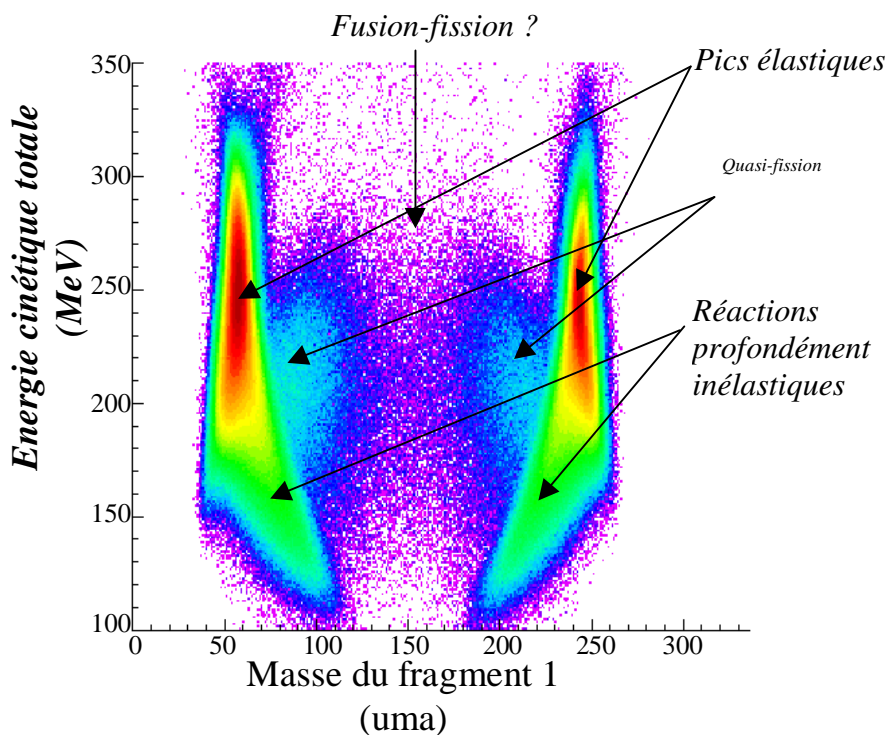 Fusion-fission ?
Pics élastiques
Quasi-fission
Réactions
profondément
inélastiques
Energie cinétique totale
(MeV)
350
300
250
200
150
100
0
50
100
150
200
250
300
Masse du fragment 1
(uma)